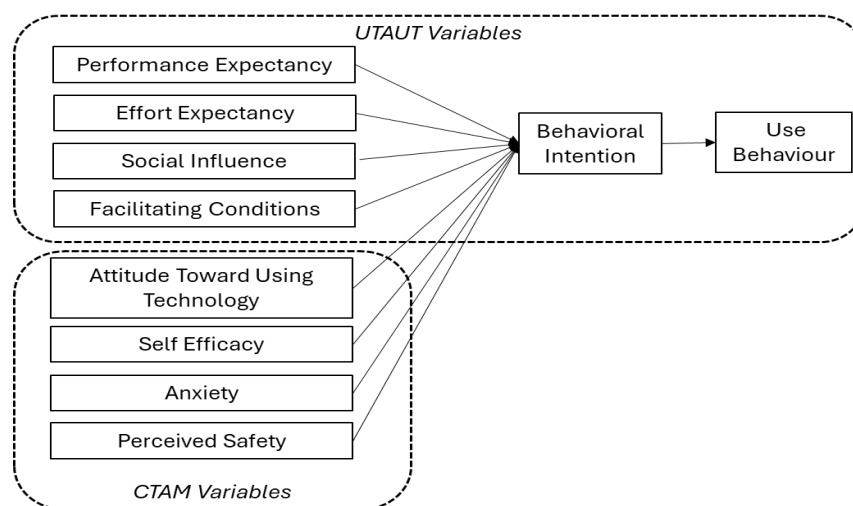 UTAUT Variables
Performance Expectancy
Effort Expectancy
Social Influence
Facilitating Conditions
Behavioral
Intention
Use
Behaviour
Attitude Toward Using
Technology
Self Efficacy
Anxiety
Perceived Safety
CTAM Variables